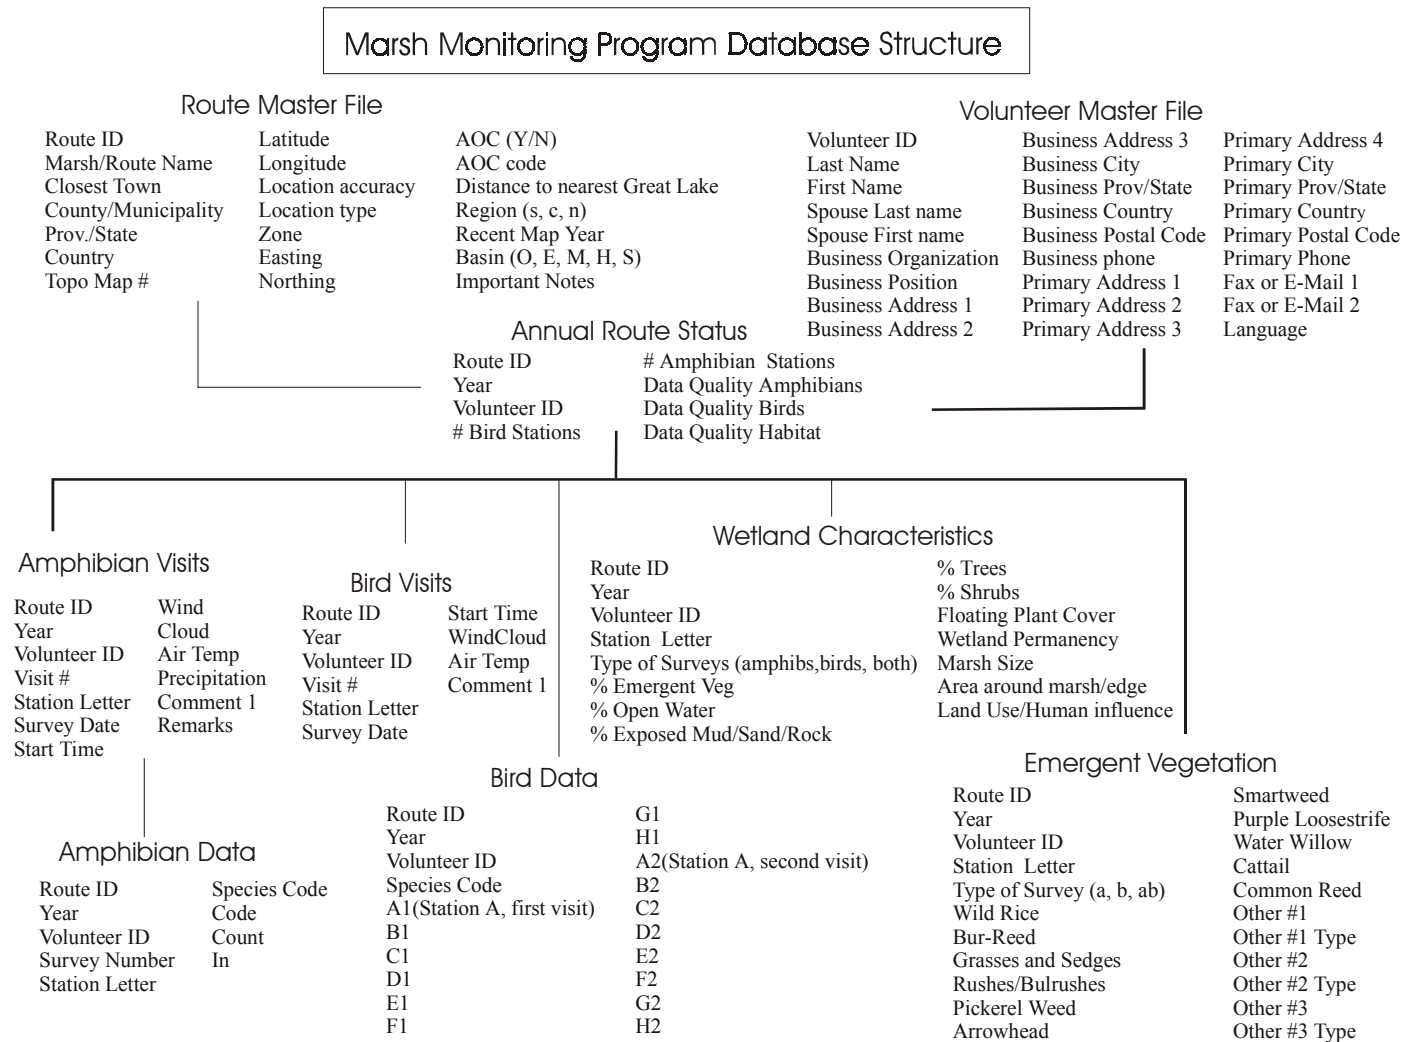 Marsh Monitoring Program Database Structure
Route Master File
Route ID
Marsh/Route Name
Closest Town
County/Municipality
Prov./State
Country
Topo Map #
Latitude
Longitude
Location accuracy
Location type
Zone
Easting
Northing
AOC (Y/N)
AOC code
Distance to nearest Great Lake
Region (s, c, n)
Recent Map Year
Basin (O, E, M, H, S)
Important Notes
Volunteer Master File
Volunteer ID
Last Name
First Name
Spouse Last name
Spouse First name
Business Organization
Business Position
Business Address 1
Business Address 2
Business Address 3
Business City
Business Prov/State
Business Country
Business Postal Code
Business phone
Primary Address 1
Primary Address 2
Primary Address 3
Primary Address 4
Primary City
Primary Prov/State
Primary Country
Primary Postal Code
Primary Phone
Fax or E-Mail 1
Fax or E-Mail 2
Language
Annual Route Status
Route ID
Year
Volunteer ID
# Bird Stations
# Amphibian Stations
Data Quality Amphibians
Data Quality Birds
Data Quality Habitat
Amphibian Visits
Route ID
Year
Volunteer ID
Visit #
Station Letter
Survey Date
Start Time
Wind
Cloud
Air Temp
Precipitation
Comment 1
Remarks
Bird Visits
Route ID
Year
Volunteer ID
Visit #
Station Letter
Survey Date
Start Time
WindCloud
Air Temp
Comment 1
Wetland Characteristics
Route ID
Year
Volunteer ID
Station Letter
Type of Surveys (amphibs,birds, both)
% Emergent Veg
% Open Water
% Exposed Mud/Sand/Rock
% Trees
% Shrubs
Floating Plant Cover
Wetland Permanency
Marsh Size
Area around marsh/edge
Land Use/Human influence
Amphibian Data
Route ID
Year
Volunteer ID
Survey Number
Station Letter
Species Code
Code
Count
In
Bird Data
Route ID
Year
Volunteer ID
Species Code
A1(Station A, first visit)
B1
C1
D1
E1
F1
G1
H1
A2(Station A, second visit)
B2
C2
D2
E2
F2
G2
H2
Emergent Vegetation
Route ID
Year
Volunteer ID
Station Letter
Type of Survey (a, b, ab)
Wild Rice
Bur-Reed
Grasses and Sedges
Rushes/Bulrushes
Pickerel Weed
Arrowhead
Smartweed
Purple Loosestrife
Water Willow
Cattail
Common Reed
Other #1
Other #1 Type
Other #2
Other #2 Type
Other #3
Other #3 Type